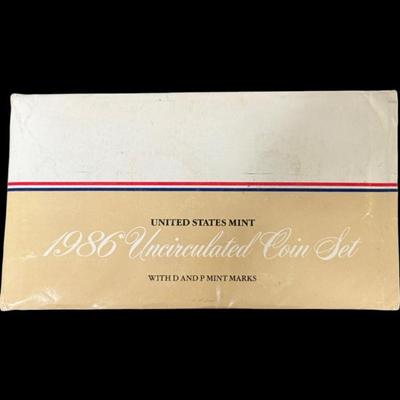 UNITED STATES MINT
1986 Uncirculated Coin Set
WITH D AND P MINT MARKS